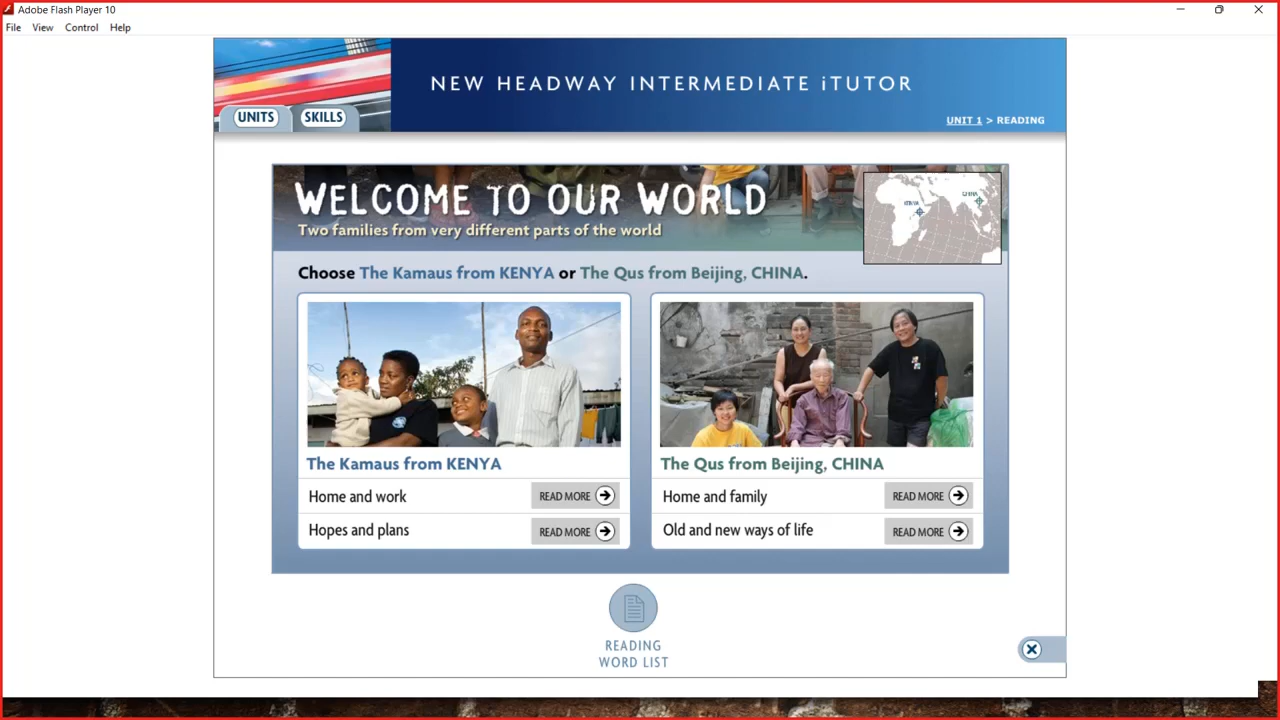 Adobe Flash Player 10
File View Control Help
NEW HEADWAY INTERMEDIATE iTUTOR
UNITS SKILLS
UNIT 1 > READING
WELCOME TO OUR WORLD
Two families from very different parts of the world
KENYA
CHINA
Choose The Kamaus from KENYA or The Qus from Beijing, CHINA.
The Kamaus from KENYA
Home and work READ MORE
Hopes and plans READ MORE
The Qus from Beijing, CHINA
Home and family READ MORE
Old and new ways of life READ MORE
READING
WORD LIST